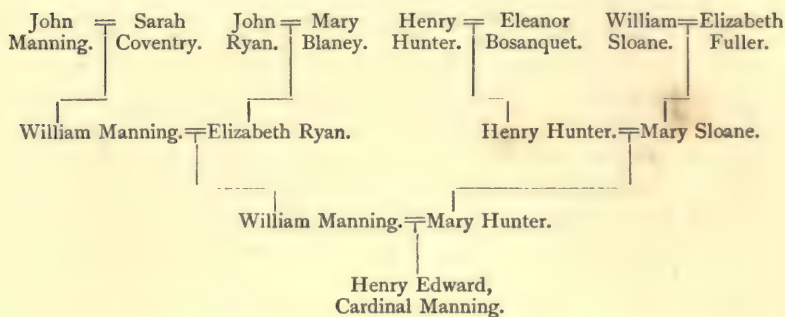 John = Sarah John = Mary Henry = Eleanor William = Elizabeth
Manning. Coventry. Ryan. Blaney. Hunter. Bosanquet. Sloane. Fuller.
William Manning. = Elizabeth Ryan. Henry Hunter. = Mary Sloane.
William Manning. = Mary Hunter.
Henry Edward,
Cardinal Manning.